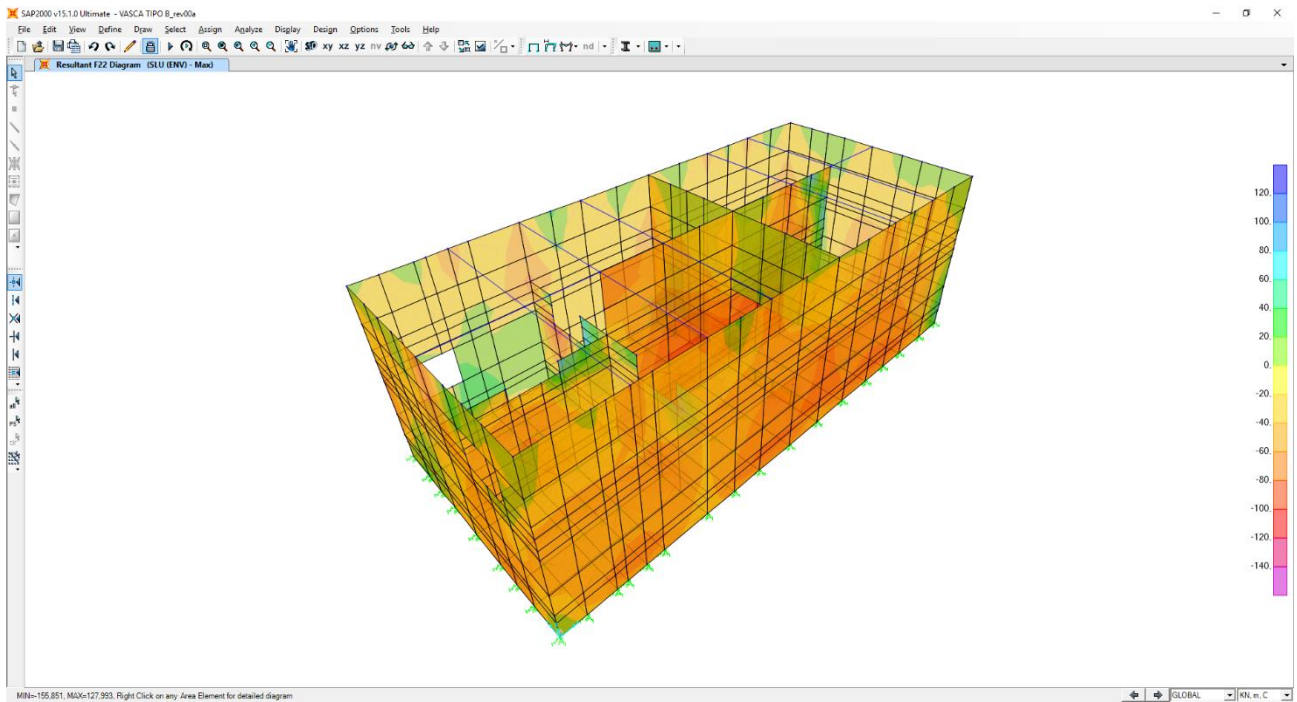 SAP2000 v15.1.0 Ultimate - VASCA TIPO B_rev00a
File Edit View Define Draw Select Assign Analyze Display Design Options Tools Help
3D xy xz yz nv nd
Resultant F22 Diagram (SLU (ENV) - Max)
120.
100.
80.
60.
40.
20.
0.
-20.
-40.
-60.
-80.
-100.
-120.
-140.
all
PS
MIN=-155,851, MAX=127,993, Right Click on any Area Element for detailed diagram
GLOBAL
KN, m, C